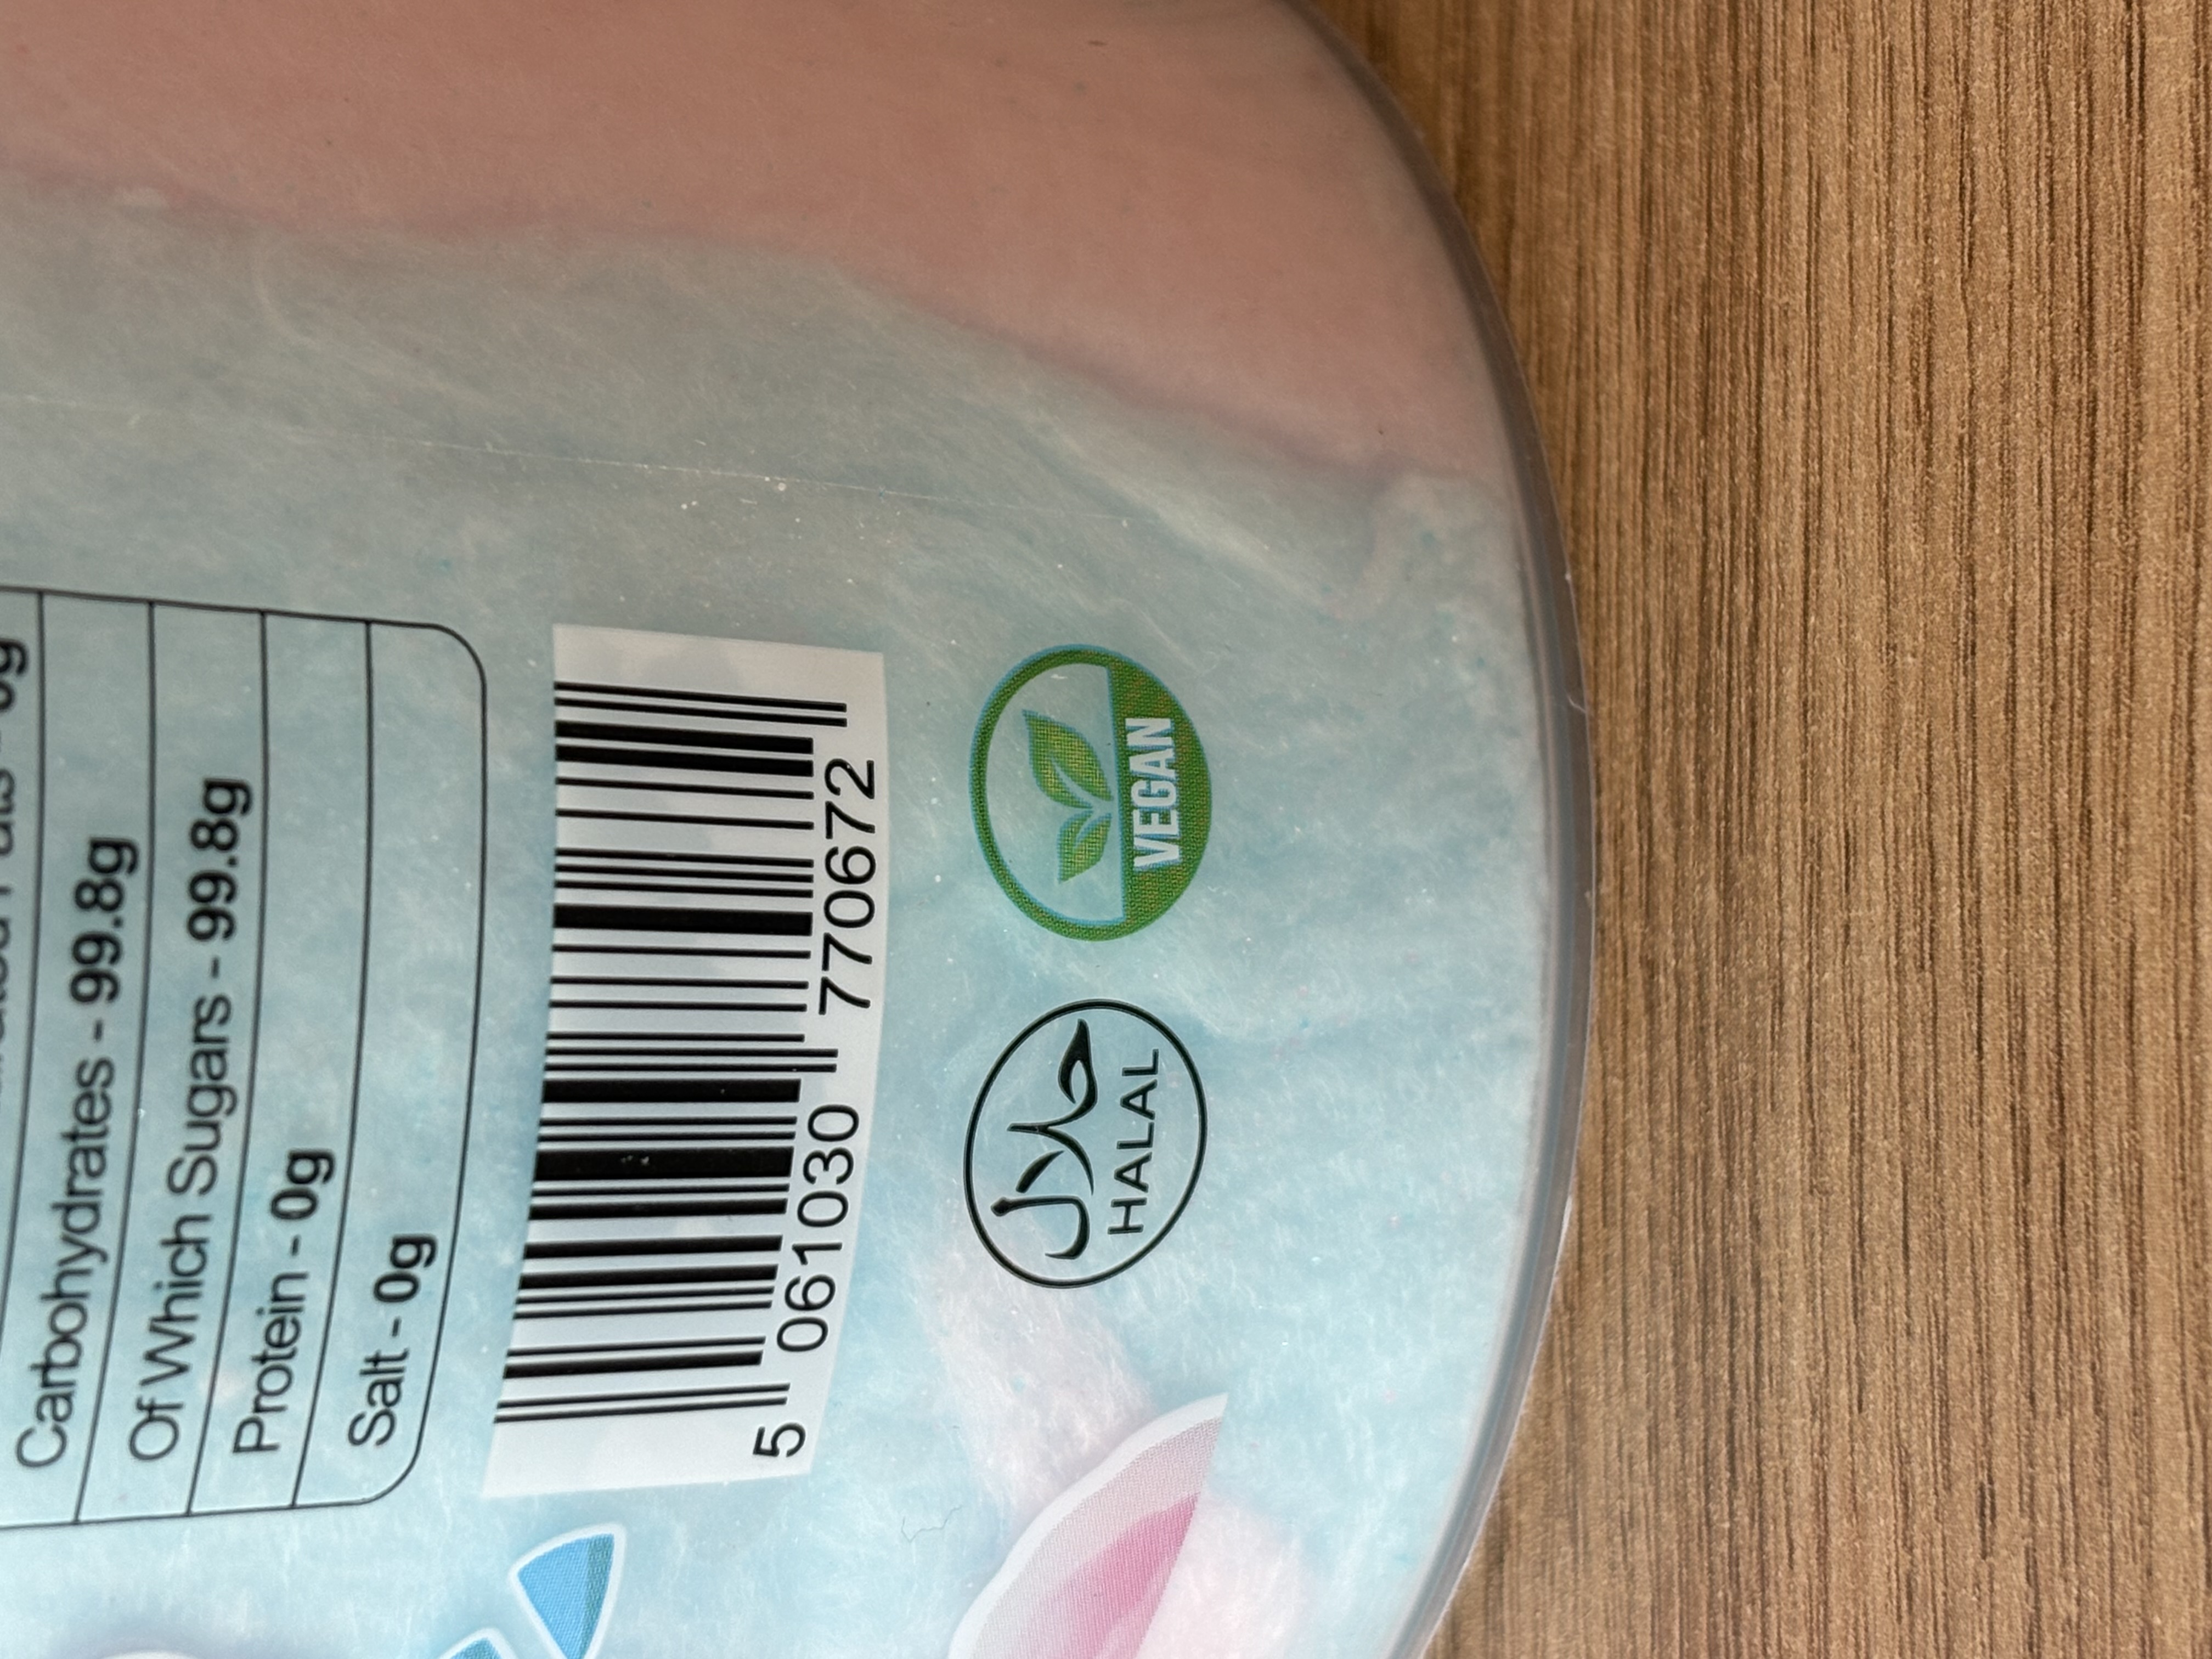 Carbohydrates - 99.8g
Of Which Sugars - 99.8g
Protein - 0g
Salt - 0g
5 061030 770672
حلال
HALAL
VEGAN